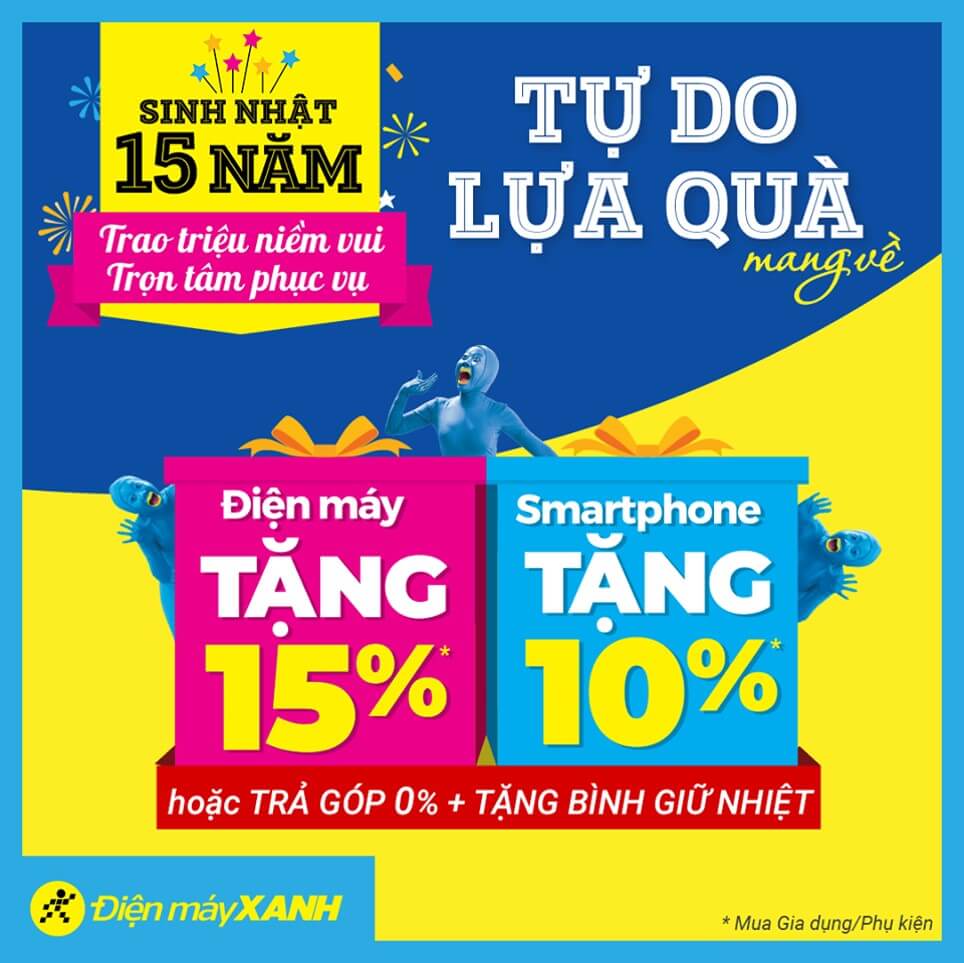 SINH NHẬT
15 NĂM
Trao triệu niềm vui
Trọn tâm phục vụ
TỰ DO
LỰA QUÀ
mang về
Điện máy
TẶNG
15%*
Smartphone
TẶNG
10%*
hoặc TRẢ GÓP 0% + TẶNG BÌNH GIỮ NHIỆT
Điện máy XANH
* Mua Gia dụng/Phụ kiện